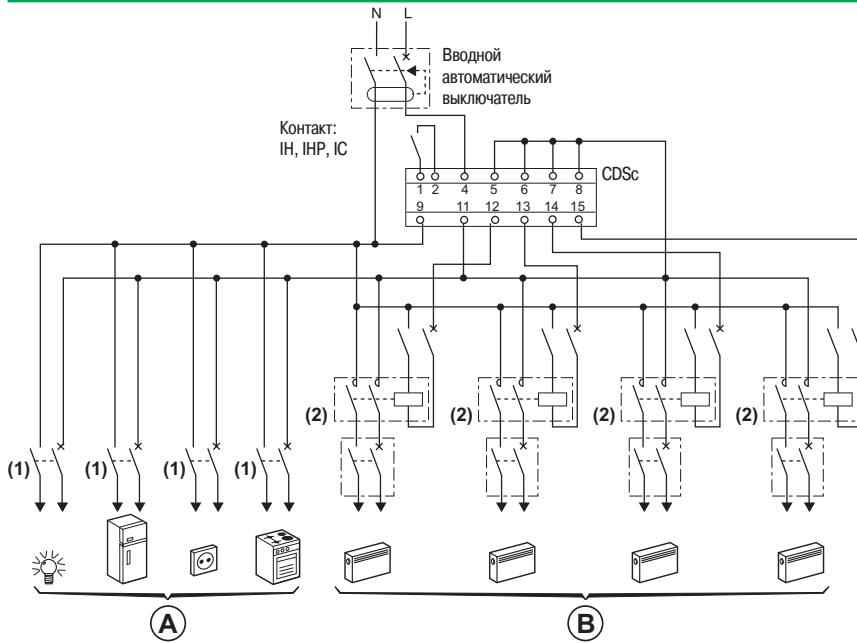 N L
Вводной
автоматический
выключатель
Контакт:
IH, IHP, IC
CDSc
1 2 4 5 6 7 8
9 11 12 13 14 15
(2) (2) (2) (2)
(1) (1) (1) (1)
A B